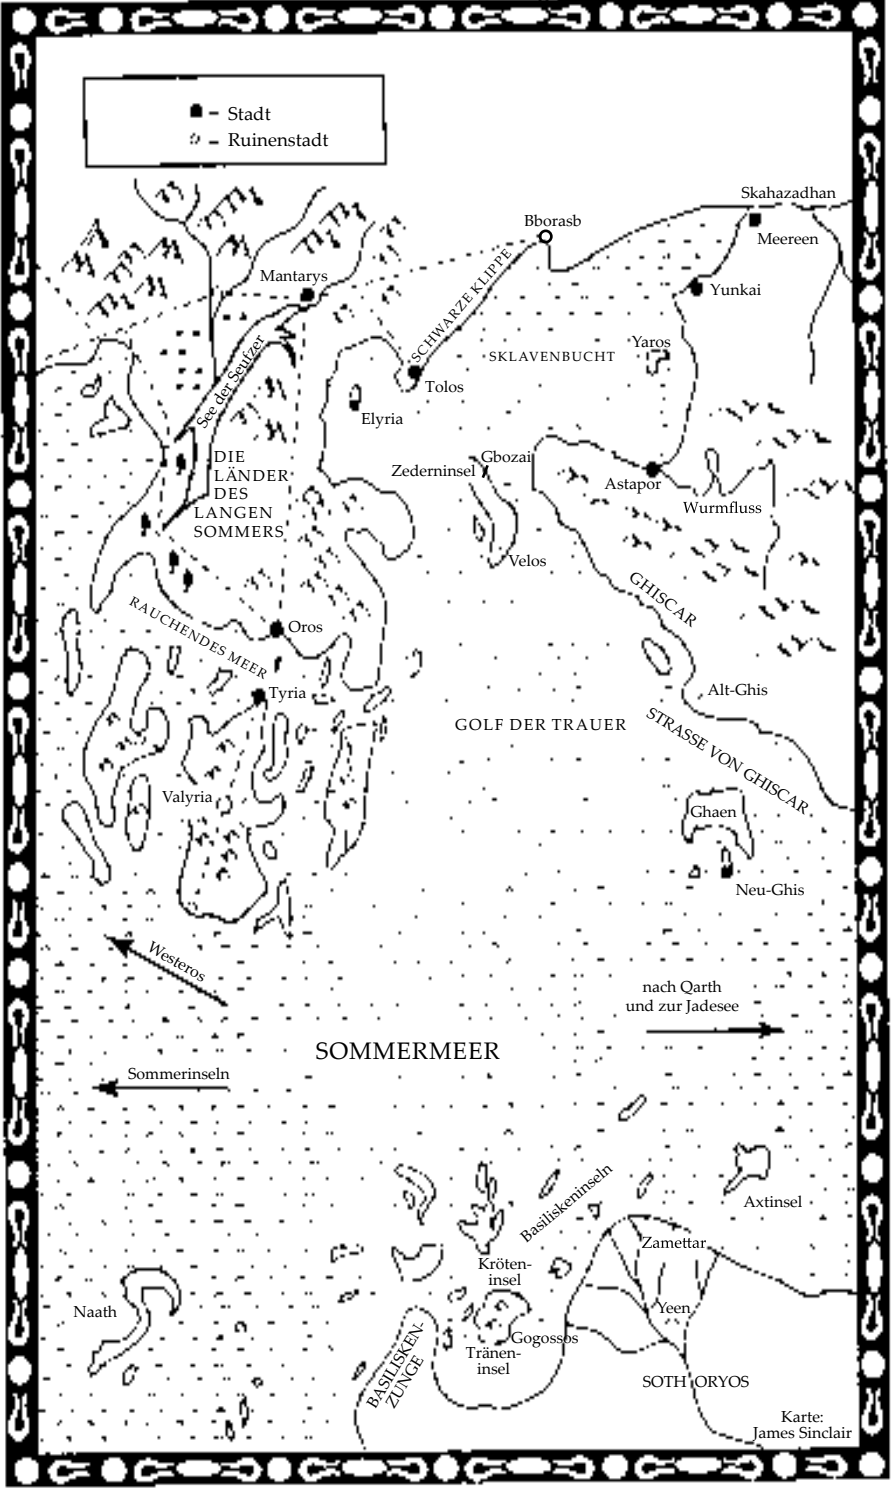 – Stadt
– Ruinenstadt
Skahazadhan
Bborasb
Meereen
Mantarys
SCHWARZE KLIPPE
Yunkai
See der Seufzer
Yaros
SKLAVENBUCHT
Tolos
Elyria
DIE
LÄNDER
DES
LANGEN
SOMMERS
Gbozai
Zederninsel
Astapor
Wurmfluss
Velos
GHISCAR
RAUCHENDES MEER
Oros
Tyria
Alt-Ghis
GOLF DER TRAUER
STRASSE VON GHISCAR
Valyria
Ghaen
Neu-Ghis
Westeros
nach Qarth
und zur Jadesee
SOMMERMEER
Sommerinseln
Basiliskeninseln
Axtinsel
Zamettar
Kröten-
insel
Naath
Yeen
Gogossos
Tränen-
insel
BASILISKEN-
ZUNGE
SOTHORYOS
Karte:
James Sinclair